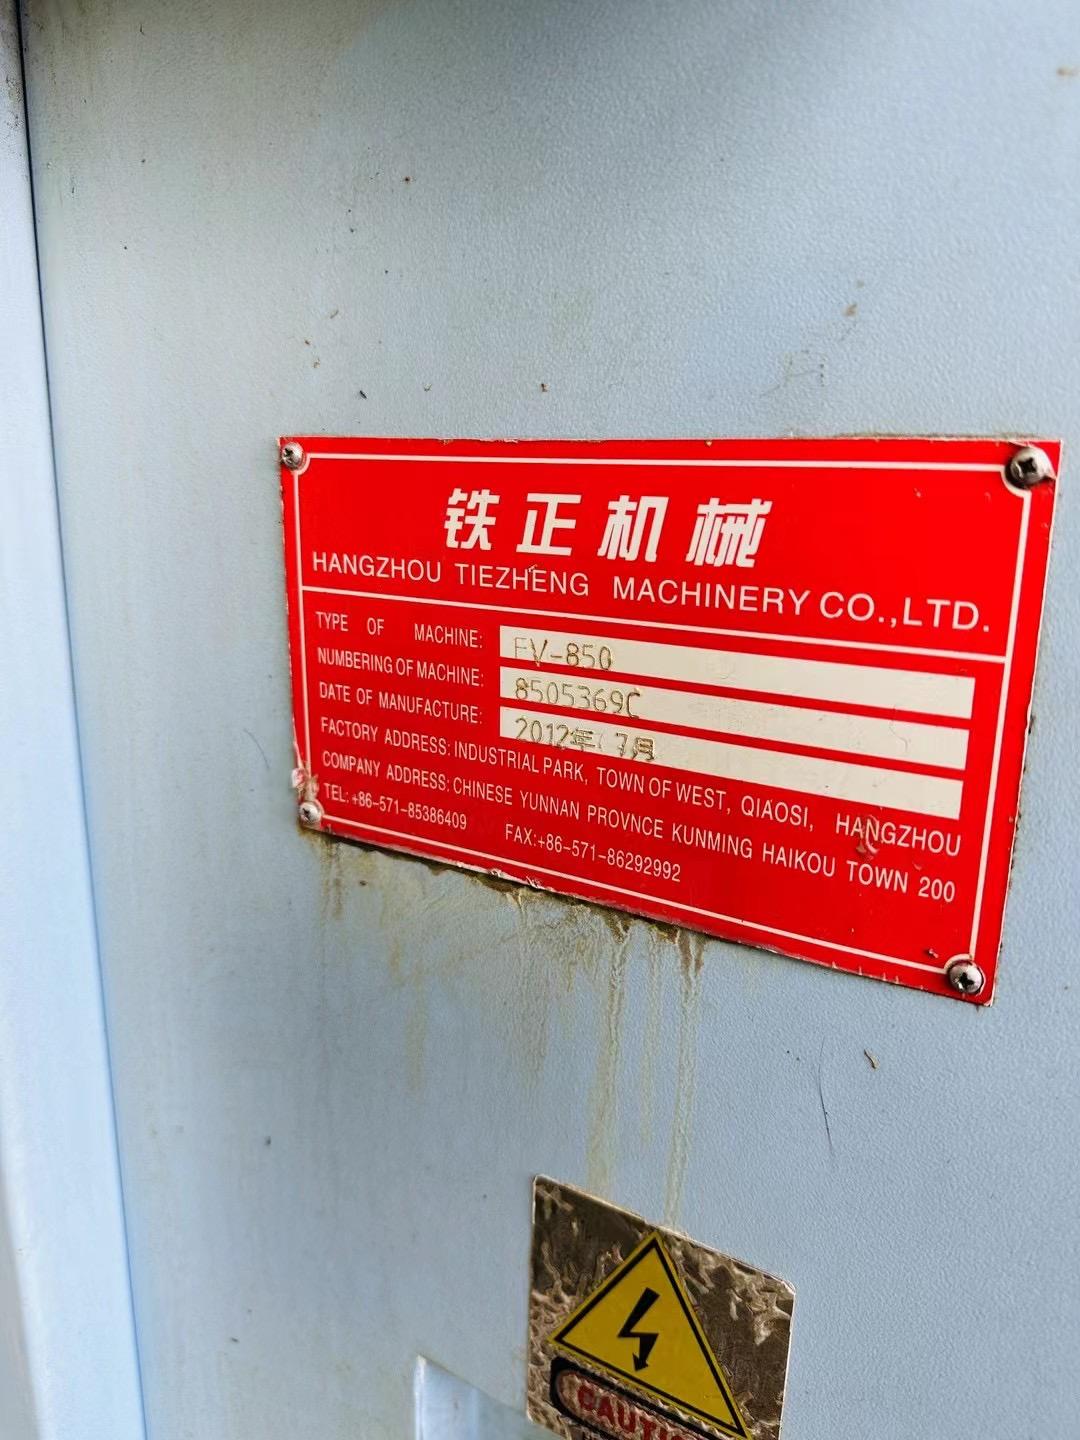 铁正机械
HANGZHOU TIEZHENG MACHINERY CO.,LTD.
TYPE OF MACHINE: FV-850
NUMBERING OF MACHINE: 8505369C
DATE OF MANUFACTURE: 2012年 7月
FACTORY ADDRESS: INDUSTRIAL PARK, TOWN OF WEST, QIAOSI, HANGZHOU
COMPANY ADDRESS: CHINESE YUNNAN PROVNCE KUNMING HAIKOU TOWN 200
TEL: +86-571-85386409 FAX:+86-571-86292992